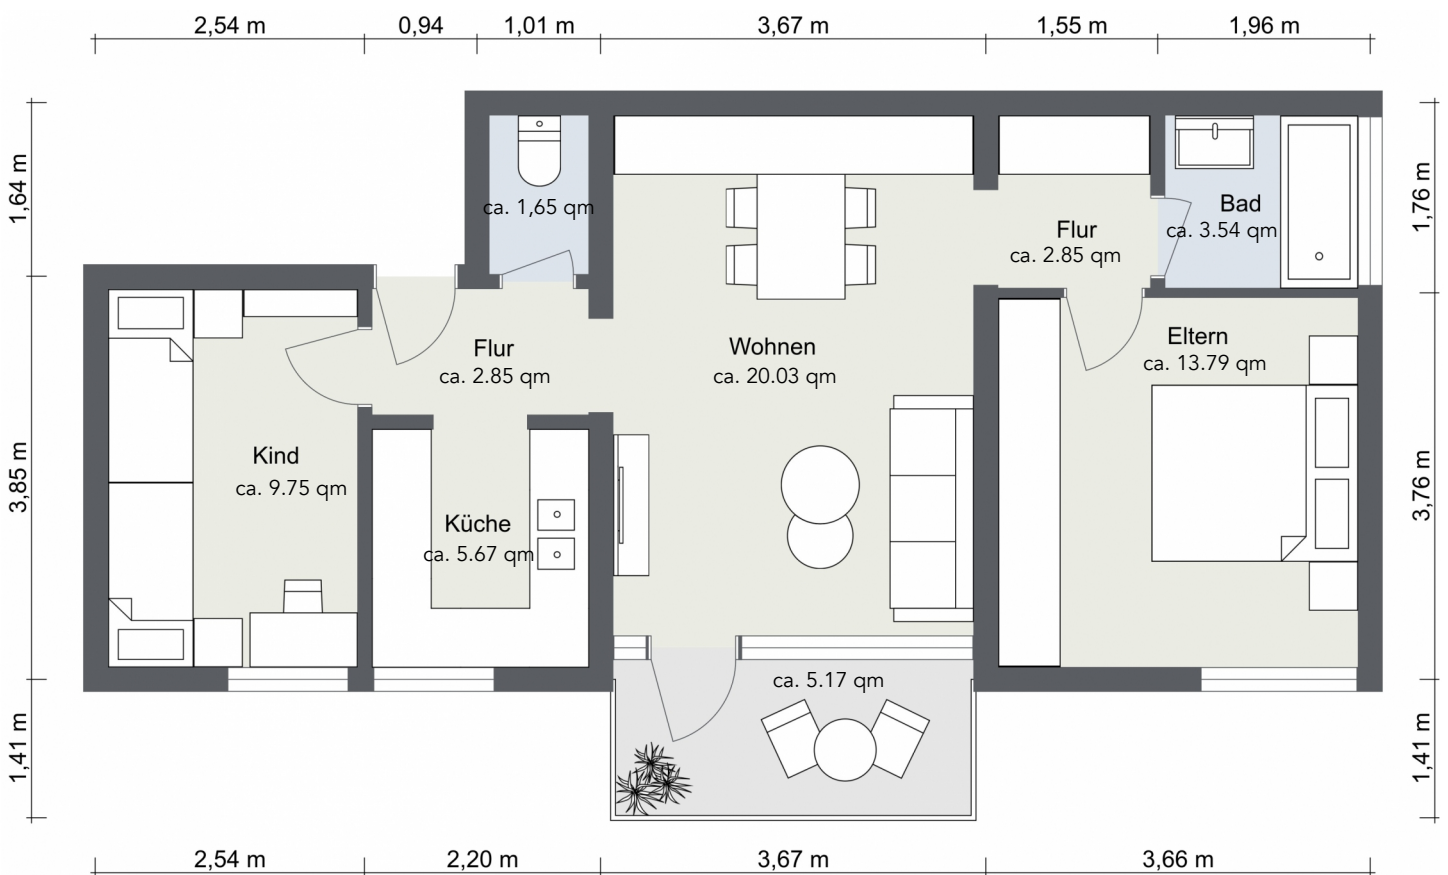 2,54 m
0,94
1,01 m
3,67 m
1,55 m
1,96 m
1,64 m
1,76 m
ca. 1,65 qm
Bad
ca. 3.54 qm
Flur
ca. 2.85 qm
Flur
ca. 2.85 qm
Wohnen
ca. 20.03 qm
Eltern
ca. 13.79 qm
3,85 m
3,76 m
Kind
ca. 9.75 qm
Küche
ca. 5.67 qm
ca. 5.17 qm
1,41 m
1,41 m
2,54 m
2,20 m
3,67 m
3,66 m